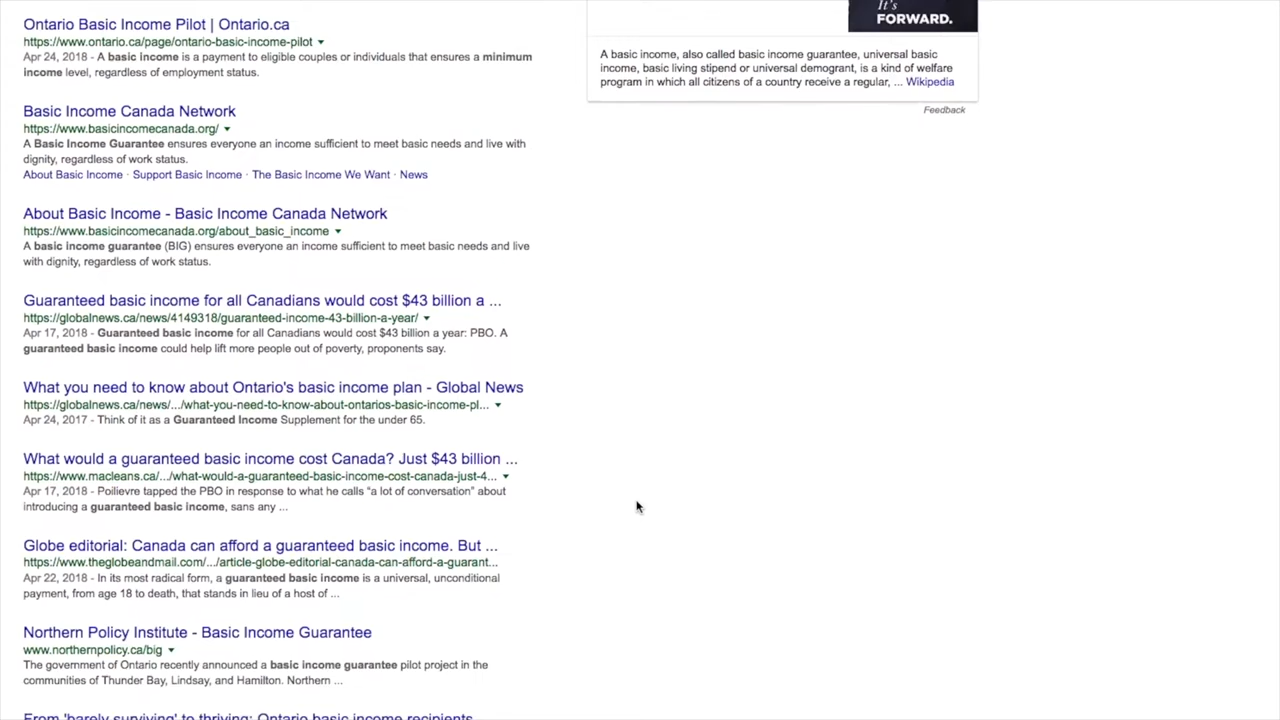 Ontario Basic Income Pilot | Ontario.ca
https://www.ontario.ca/page/ontario-basic-income-pilot
Apr 24, 2018 - A basic income is a payment to eligible couples or individuals that ensures a minimum
income level, regardless of employment status.
Basic Income Canada Network
https://www.basicincomecanada.org/
A Basic Income Guarantee ensures everyone an income sufficient to meet basic needs and live with
dignity, regardless of work status.
About Basic Income · Support Basic Income · The Basic Income We Want · News
About Basic Income - Basic Income Canada Network
https://www.basicincomecanada.org/about_basic_income
A basic income guarantee (BIG) ensures everyone an income sufficient to meet basic needs and live
with dignity, regardless of work status.
Guaranteed basic income for all Canadians would cost $43 billion a ...
https://globalnews.ca/news/4149318/guaranteed-income-43-billion-a-year/
Apr 17, 2018 - Guaranteed basic income for all Canadians would cost $43 billion a year: PBO. A
guaranteed basic income could help lift more people out of poverty, proponents say.
What you need to know about Ontario's basic income plan - Global News
https://globalnews.ca/news/.../what-you-need-to-know-about-ontarios-basic-income-pl...
Apr 24, 2017 - Think of it as a Guaranteed Income Supplement for the under 65.
What would a guaranteed basic income cost Canada? Just $43 billion ...
https://www.macleans.ca/.../what-would-a-guaranteed-basic-income-cost-canada-just-4...
Apr 17, 2018 - Poilievre tapped the PBO in response to what he calls “a lot of conversation” about
introducing a guaranteed basic income, sans any ...
Globe editorial: Canada can afford a guaranteed basic income. But ...
https://www.theglobeandmail.com/.../article-globe-editorial-canada-can-afford-a-guarant...
Apr 22, 2018 - In its most radical form, a guaranteed basic income is a universal, unconditional
payment, from age 18 to death, that stands in lieu of a host of ...
Northern Policy Institute - Basic Income Guarantee
www.northernpolicy.ca/big
The government of Ontario recently announced a basic income guarantee pilot project in the
communities of Thunder Bay, Lindsay, and Hamilton. Northern ...
From 'barely surviving' to thriving: Ontario basic income recipients
It's
FORWARD.
A basic income, also called basic income guarantee, universal basic
income, basic living stipend or universal demogrant, is a kind of welfare
program in which all citizens of a country receive a regular, ... Wikipedia
Feedback